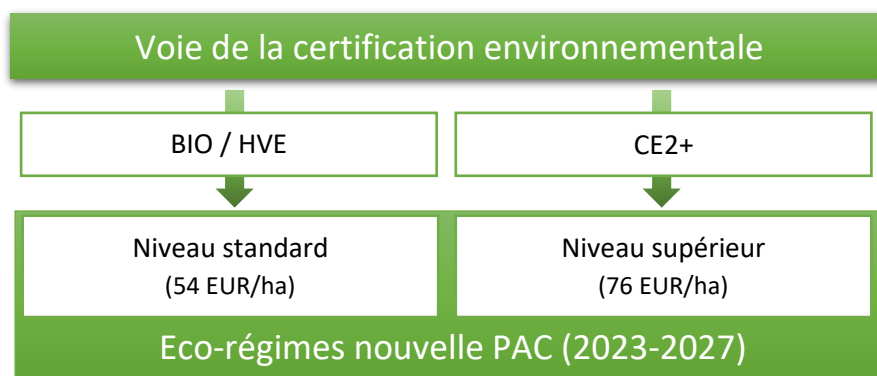 Voie de la certification environnementale
BIO / HVE
CE2+
Niveau standard
(54 EUR/ha)
Niveau supérieur
(76 EUR/ha)
Eco-régimes nouvelle PAC (2023-2027)